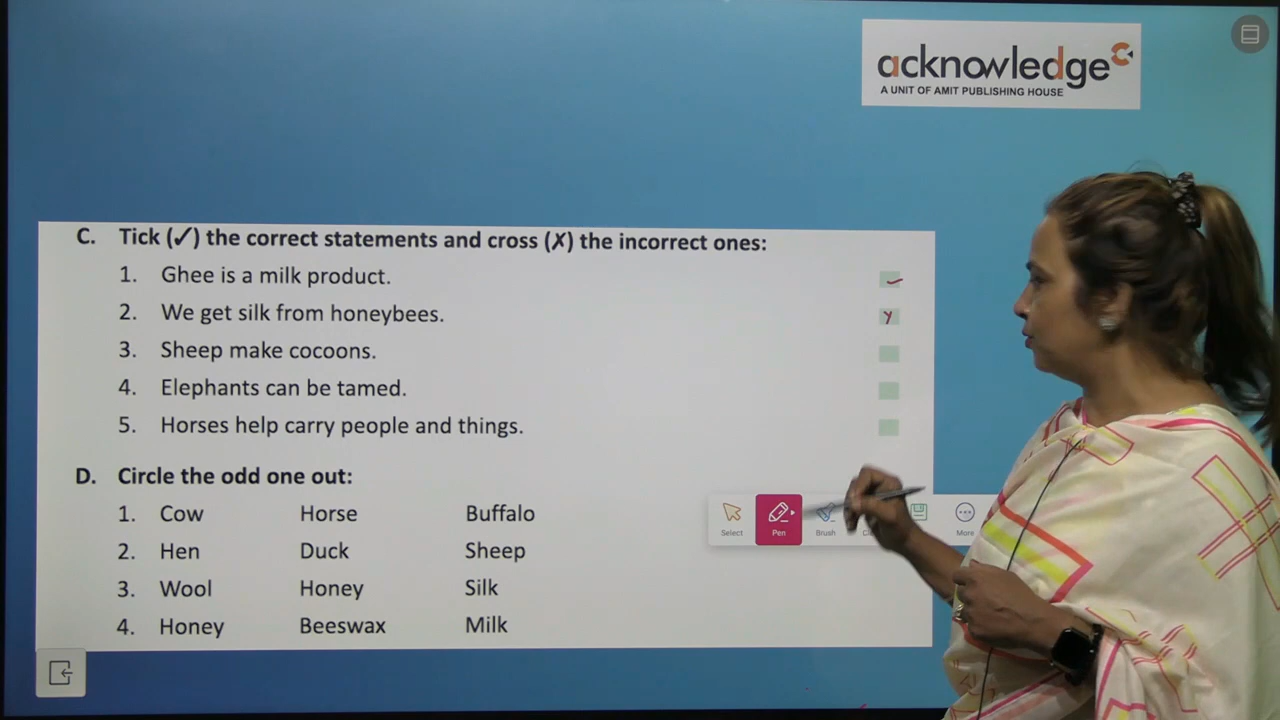 acknowledge
A UNIT OF AMIT PUBLISHING HOUSE
C. Tick (✓) the correct statements and cross (✗) the incorrect ones:
1. Ghee is a milk product. ✓
2. We get silk from honeybees. ✗
3. Sheep make cocoons.
4. Elephants can be tamed.
5. Horses help carry people and things.
D. Circle the odd one out:
1. Cow Horse Buffalo
2. Hen Duck Sheep
3. Wool Honey Silk
4. Honey Beeswax Milk
Select Pen Brush More